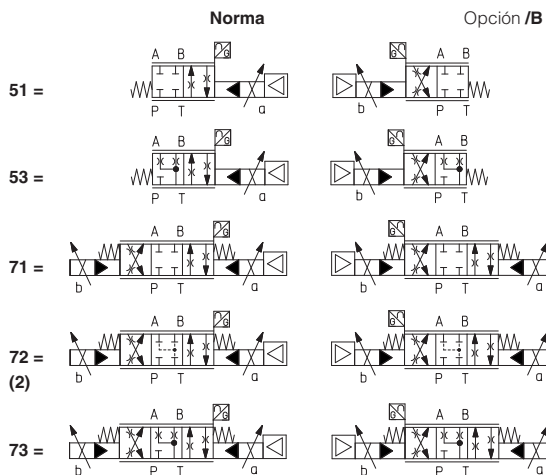 Norma Opción /B
A B G A B G
51 =
P T a b P T
A B G A B G
53 =
P T a b P T
A B G A B G
71 =
b P T a b P T a
A B G A B G
72 =
(2)
b P T a b P T a
A B G A B G
73 =
b P T a b P T a